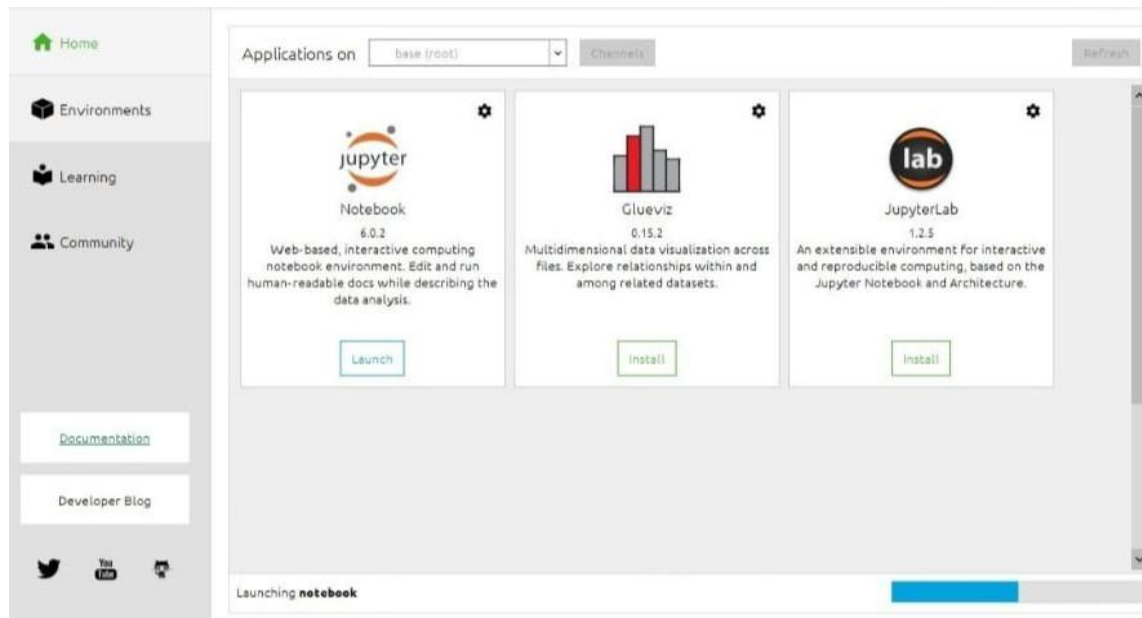 Home
Environments
Learning
Community
Documentation
Developer Blog
You
Tube
Applications on
base (root)
Channels
Refresh
jupyter
Notebook
6.0.2
Web-based, interactive computing
notebook environment. Edit and run
human-readable docs while describing the
data analysis.
Launch
Glueviz
0.15.2
Multidimensional data visualization across
files. Explore relationships within and
among related datasets.
Install
lab
JupyterLab
1.2.5
An extensible environment for interactive
and reproducible computing, based on the
Jupyter Notebook and Architecture.
Install
Launching notebook